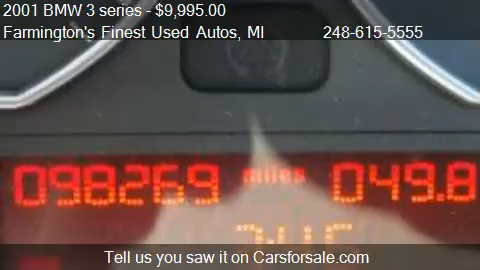 2001 BMW 3 series - $9,995.00
Farmington's Finest Used Autos, MI 248-615-5555
098269 miles 049.8
Tell us you saw it on Carsforsale.com